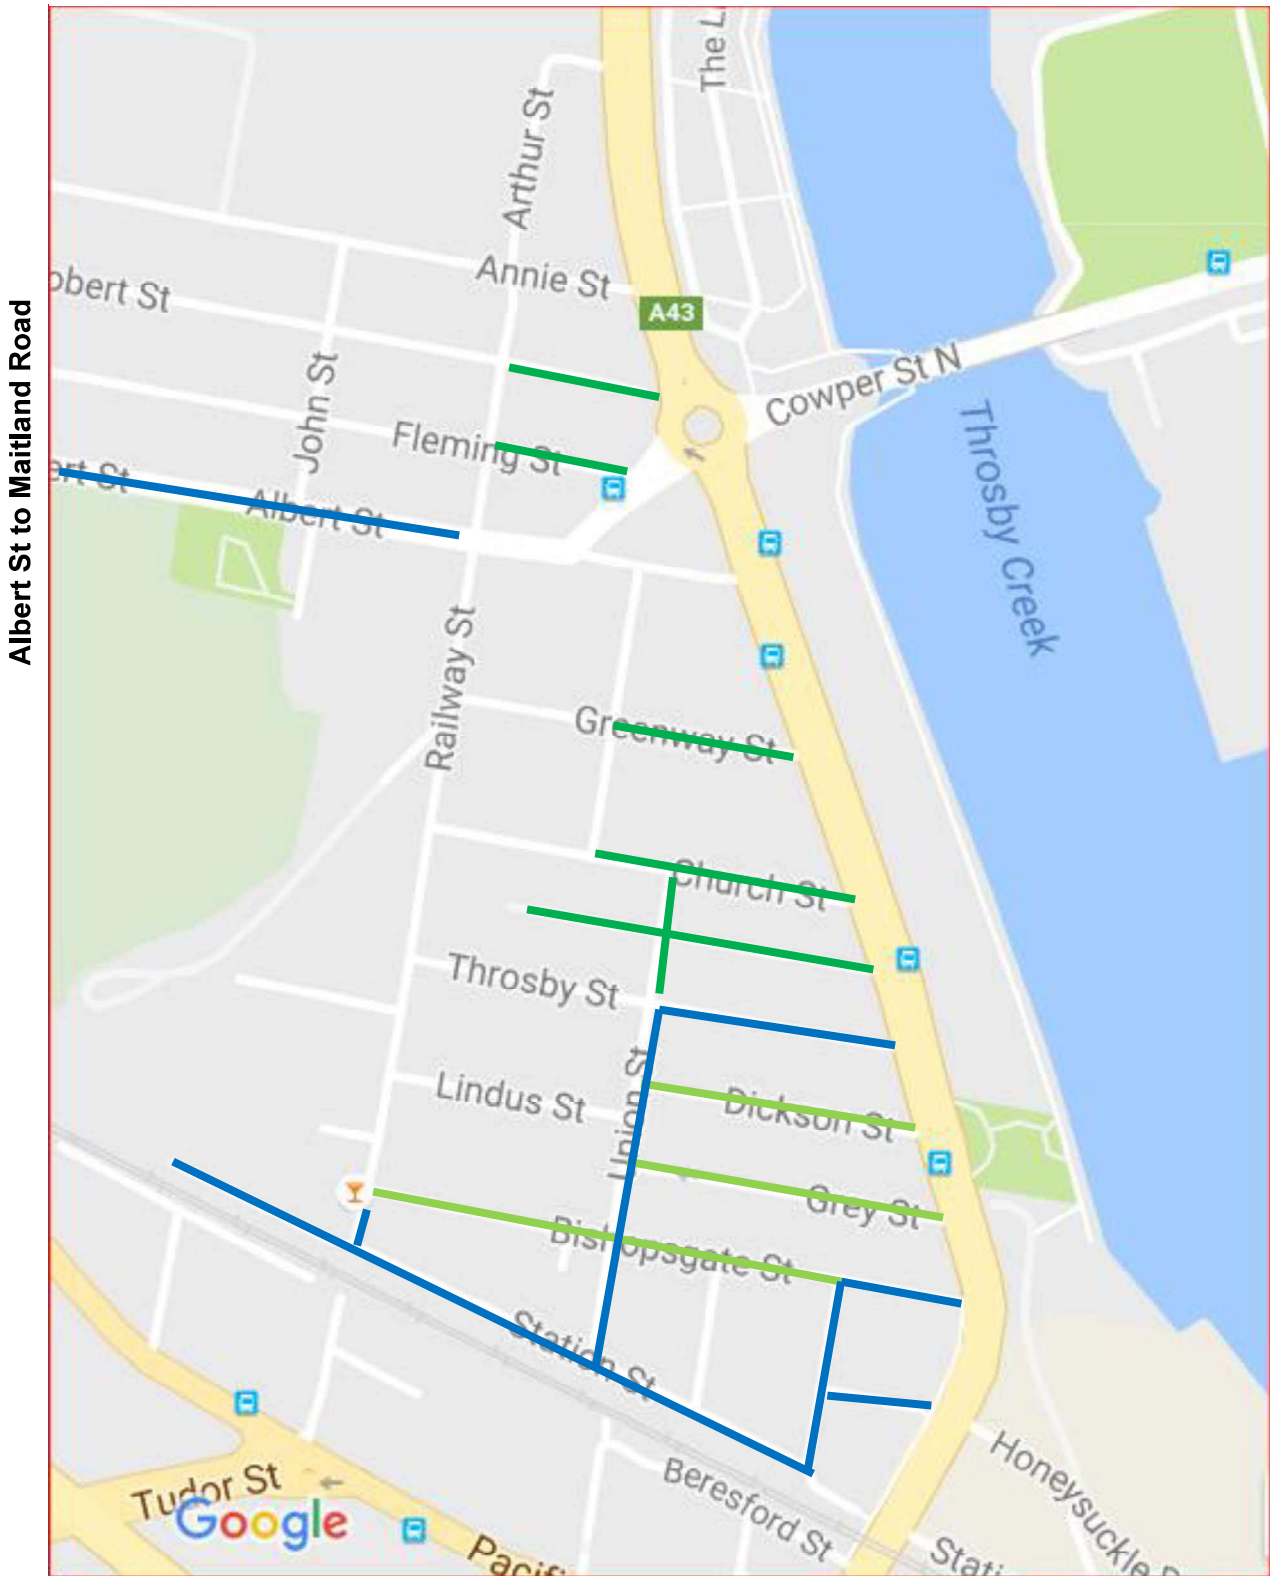 Albert St to Maitland Road
The L
Arthur St
Annie St
obert St
A43
John St
Cowper St N
Fleming St
ert St
Albert St
Throsby Creek
Railway St
Greenway St
Church St
Throsby St
Lindus St
Union St
Dickson St
Grey St
Bishopsgate St
Station St
Honeysuckle D
Beresford St
Tudor St
Google
Pacifi
Stati